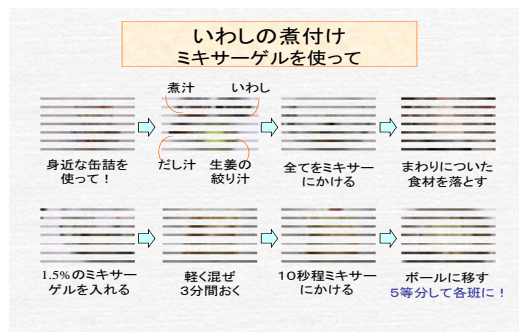 いわしの煮付け
ミキサーゲルを使って
煮汁
いわし
だし汁
生姜の
絞り汁
身近な缶詰を
使って!
全てをミキサー
にかける
まわりについた
食材を落とす
1.5%のミキサー
ゲルを入れる
軽く混ぜ
3分間おく
10秒程ミキサー
にかける
ボールに移す
5等分して各班に!